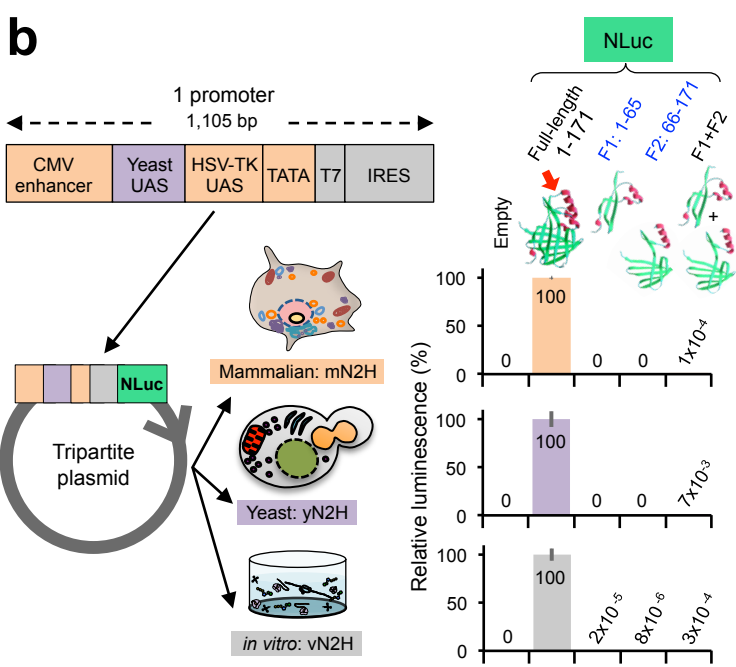 b
1 promoter
1,105 bp
CMV
enhancer
Yeast
UAS
HSV-TK
UAS
TATA
T7
IRES
NLuc
Tripartite
plasmid
Mammalian: mN2H
Yeast: yN2H
in vitro: vN2H
NLuc
Empty
Full-length
1-171
F1: 1-65
F2: 66-171
F1+F2
+
Relative luminescence (%)
100
50
0
0
100
0
0
1x10-4
100
50
0
0
100
0
0
7x10-3
100
50
0
0
100
2x10-5
8x10-6
3x10-4